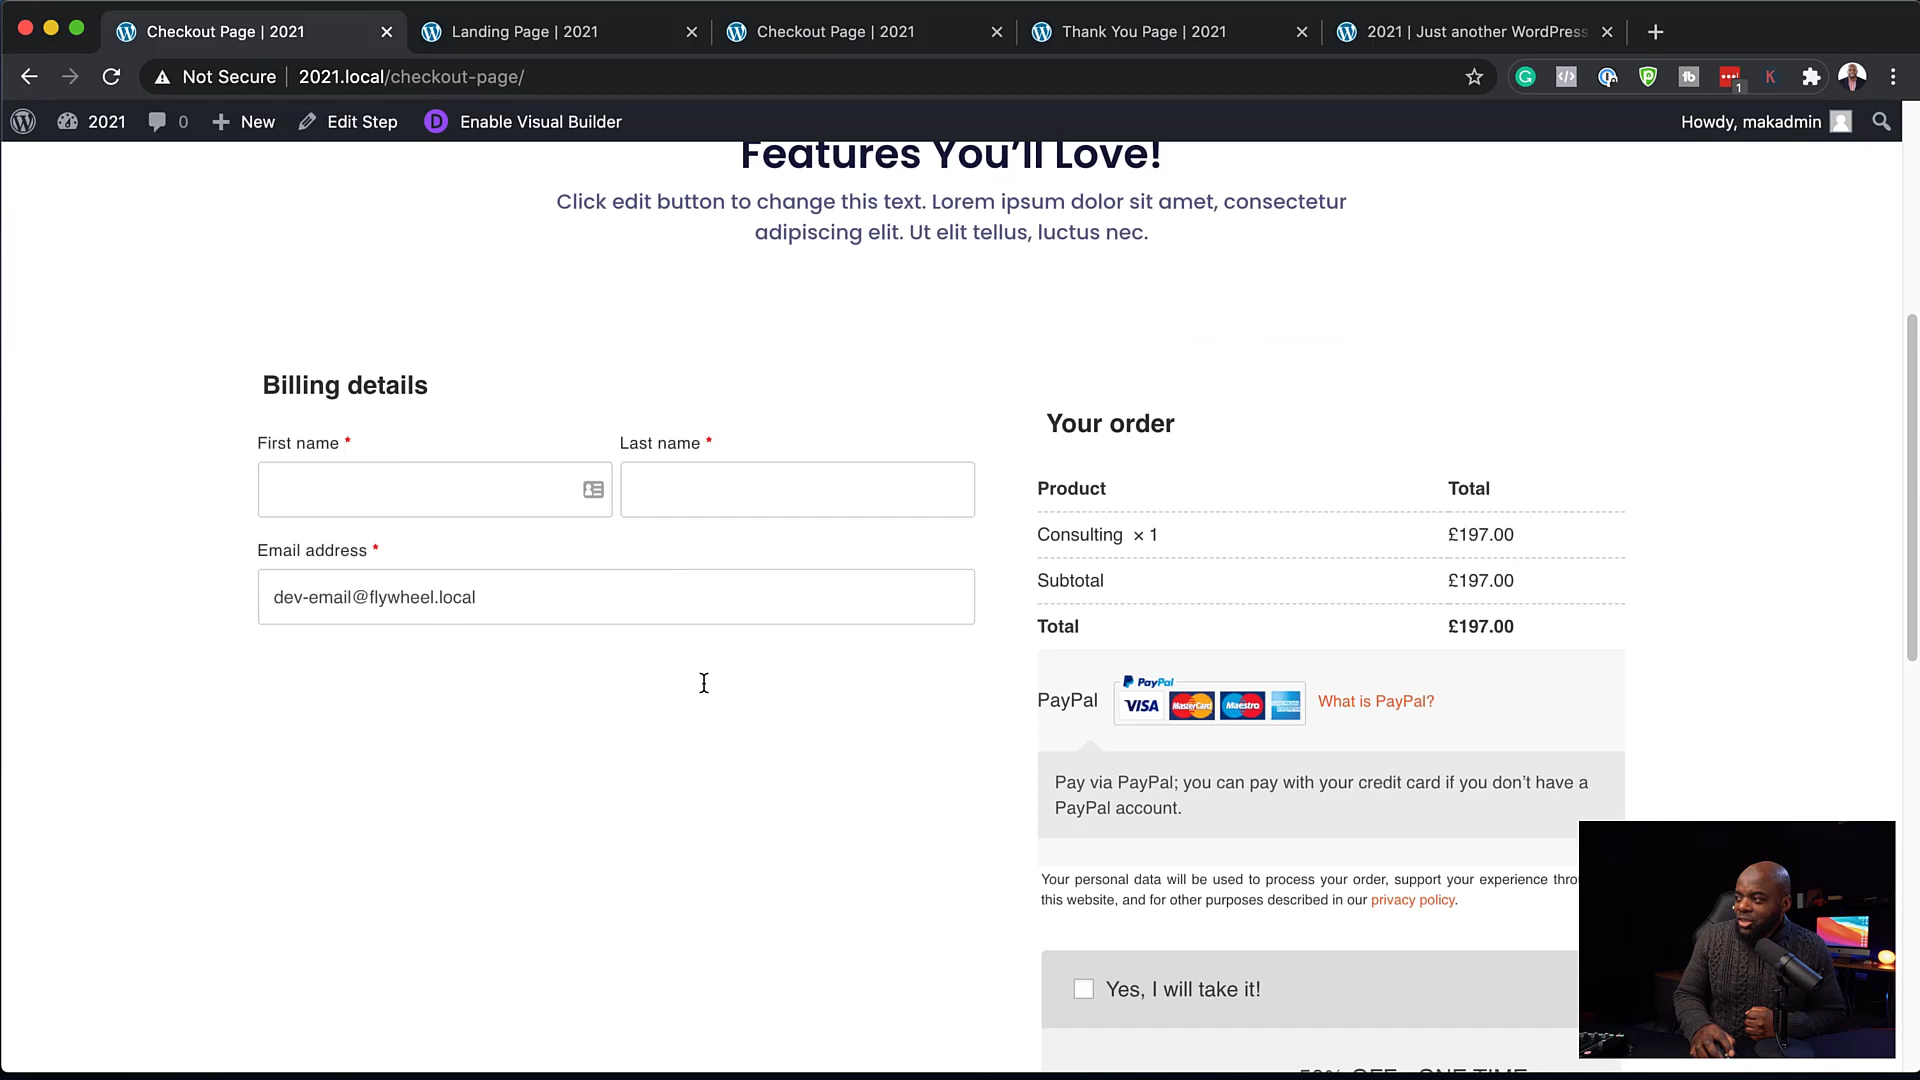 Checkout Page | 2021
Landing Page | 2021
Checkout Page | 2021
Thank You Page | 2021
2021 | Just another WordPress
Not Secure
2021.local/checkout-page/
1
2021
0
New
Edit Step
D
Enable Visual Builder
Howdy, makadmin
Features You’ll Love!
Click edit button to change this text. Lorem ipsum dolor sit amet, consectetur
adipiscing elit. Ut elit tellus, luctus nec.
Billing details
First name *
Last name *
Email address *
dev-email@flywheel.local
Your order
Product Total
Consulting × 1 £197.00
Subtotal £197.00
Total £197.00
PayPal
PayPal
VISA MasterCard Maestro
What is PayPal?
Pay via PayPal; you can pay with your credit card if you don’t have a
PayPal account.
Your personal data will be used to process your order, support your experience
this website, and for other purposes described in our privacy policy.
Yes, I will take it!